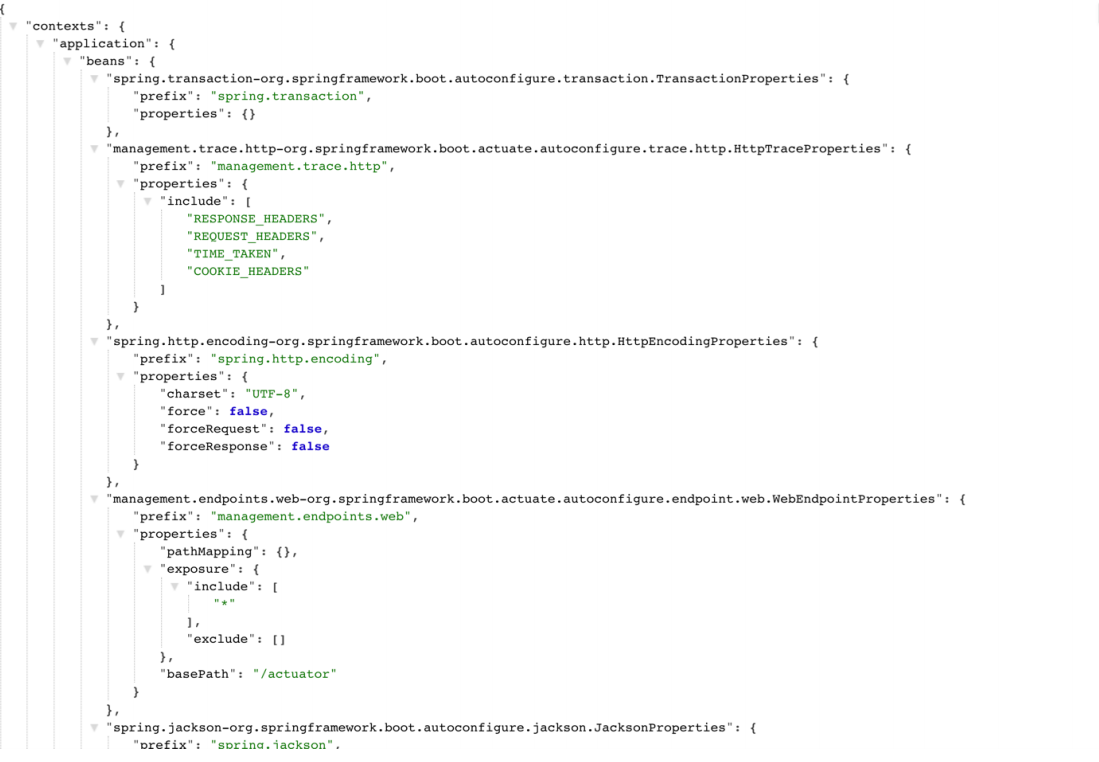 {
"contexts": {
"application": {
"beans": {
"spring.transaction-org.springframework.boot.autoconfigure.transaction.TransactionProperties": {
"prefix": "spring.transaction",
"properties": {}
},
"management.trace.http-org.springframework.boot.actuate.autoconfigure.trace.http.HttpTraceProperties": {
"prefix": "management.trace.http",
"properties": {
"include": [
"RESPONSE_HEADERS",
"REQUEST_HEADERS",
"TIME_TAKEN",
"COOKIE_HEADERS"
]
}
},
"spring.http.encoding-org.springframework.boot.autoconfigure.http.HttpEncodingProperties": {
"prefix": "spring.http.encoding",
"properties": {
"charset": "UTF-8",
"force": false,
"forceRequest": false,
"forceResponse": false
}
},
"management.endpoints.web-org.springframework.boot.actuate.autoconfigure.endpoint.web.WebEndpointProperties": {
"prefix": "management.endpoints.web",
"properties": {
"pathMapping": {},
"exposure": {
"include": [
"*"
],
"exclude": []
},
"basePath": "/actuator"
}
},
"spring.jackson-org.springframework.boot.autoconfigure.jackson.JacksonProperties": {
"prefix": "spring.jackson",